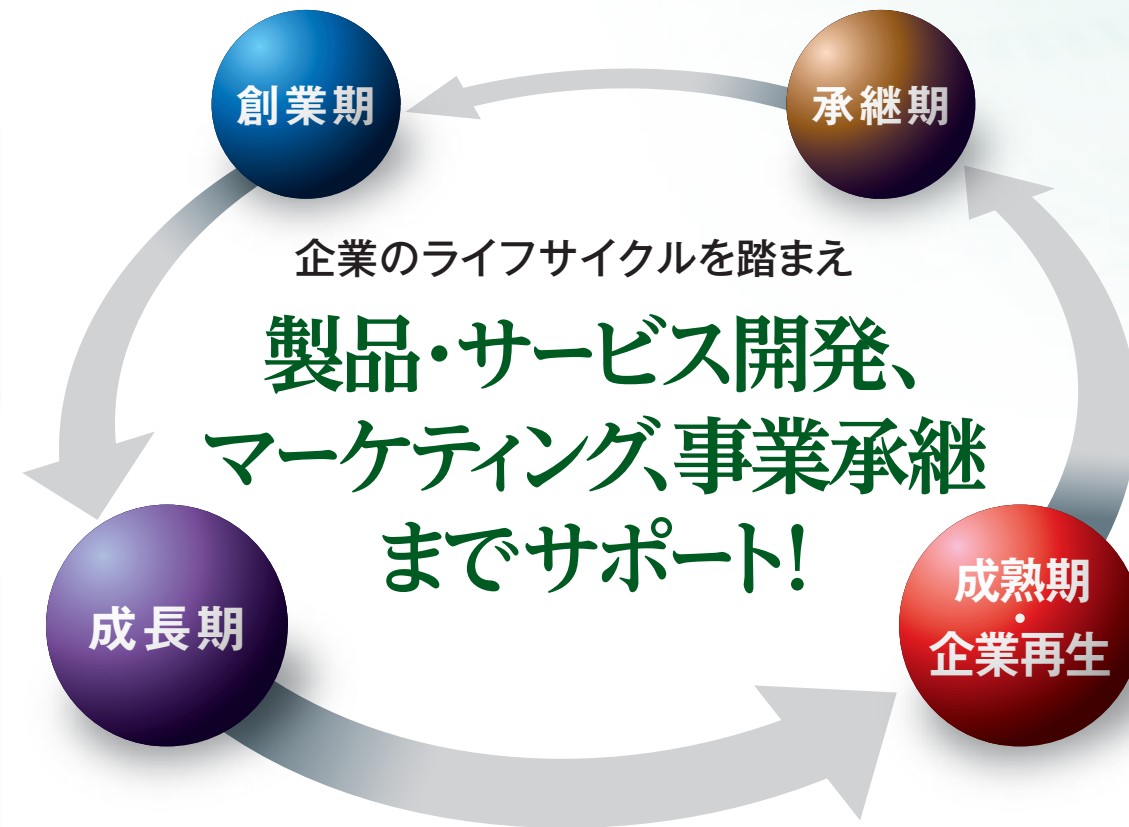 創業期
承継期
企業のライフサイクルを踏まえ
製品・サービス開発、
マーケティング、事業承継
までサポート!
成長期
成熟期
・
企業再生